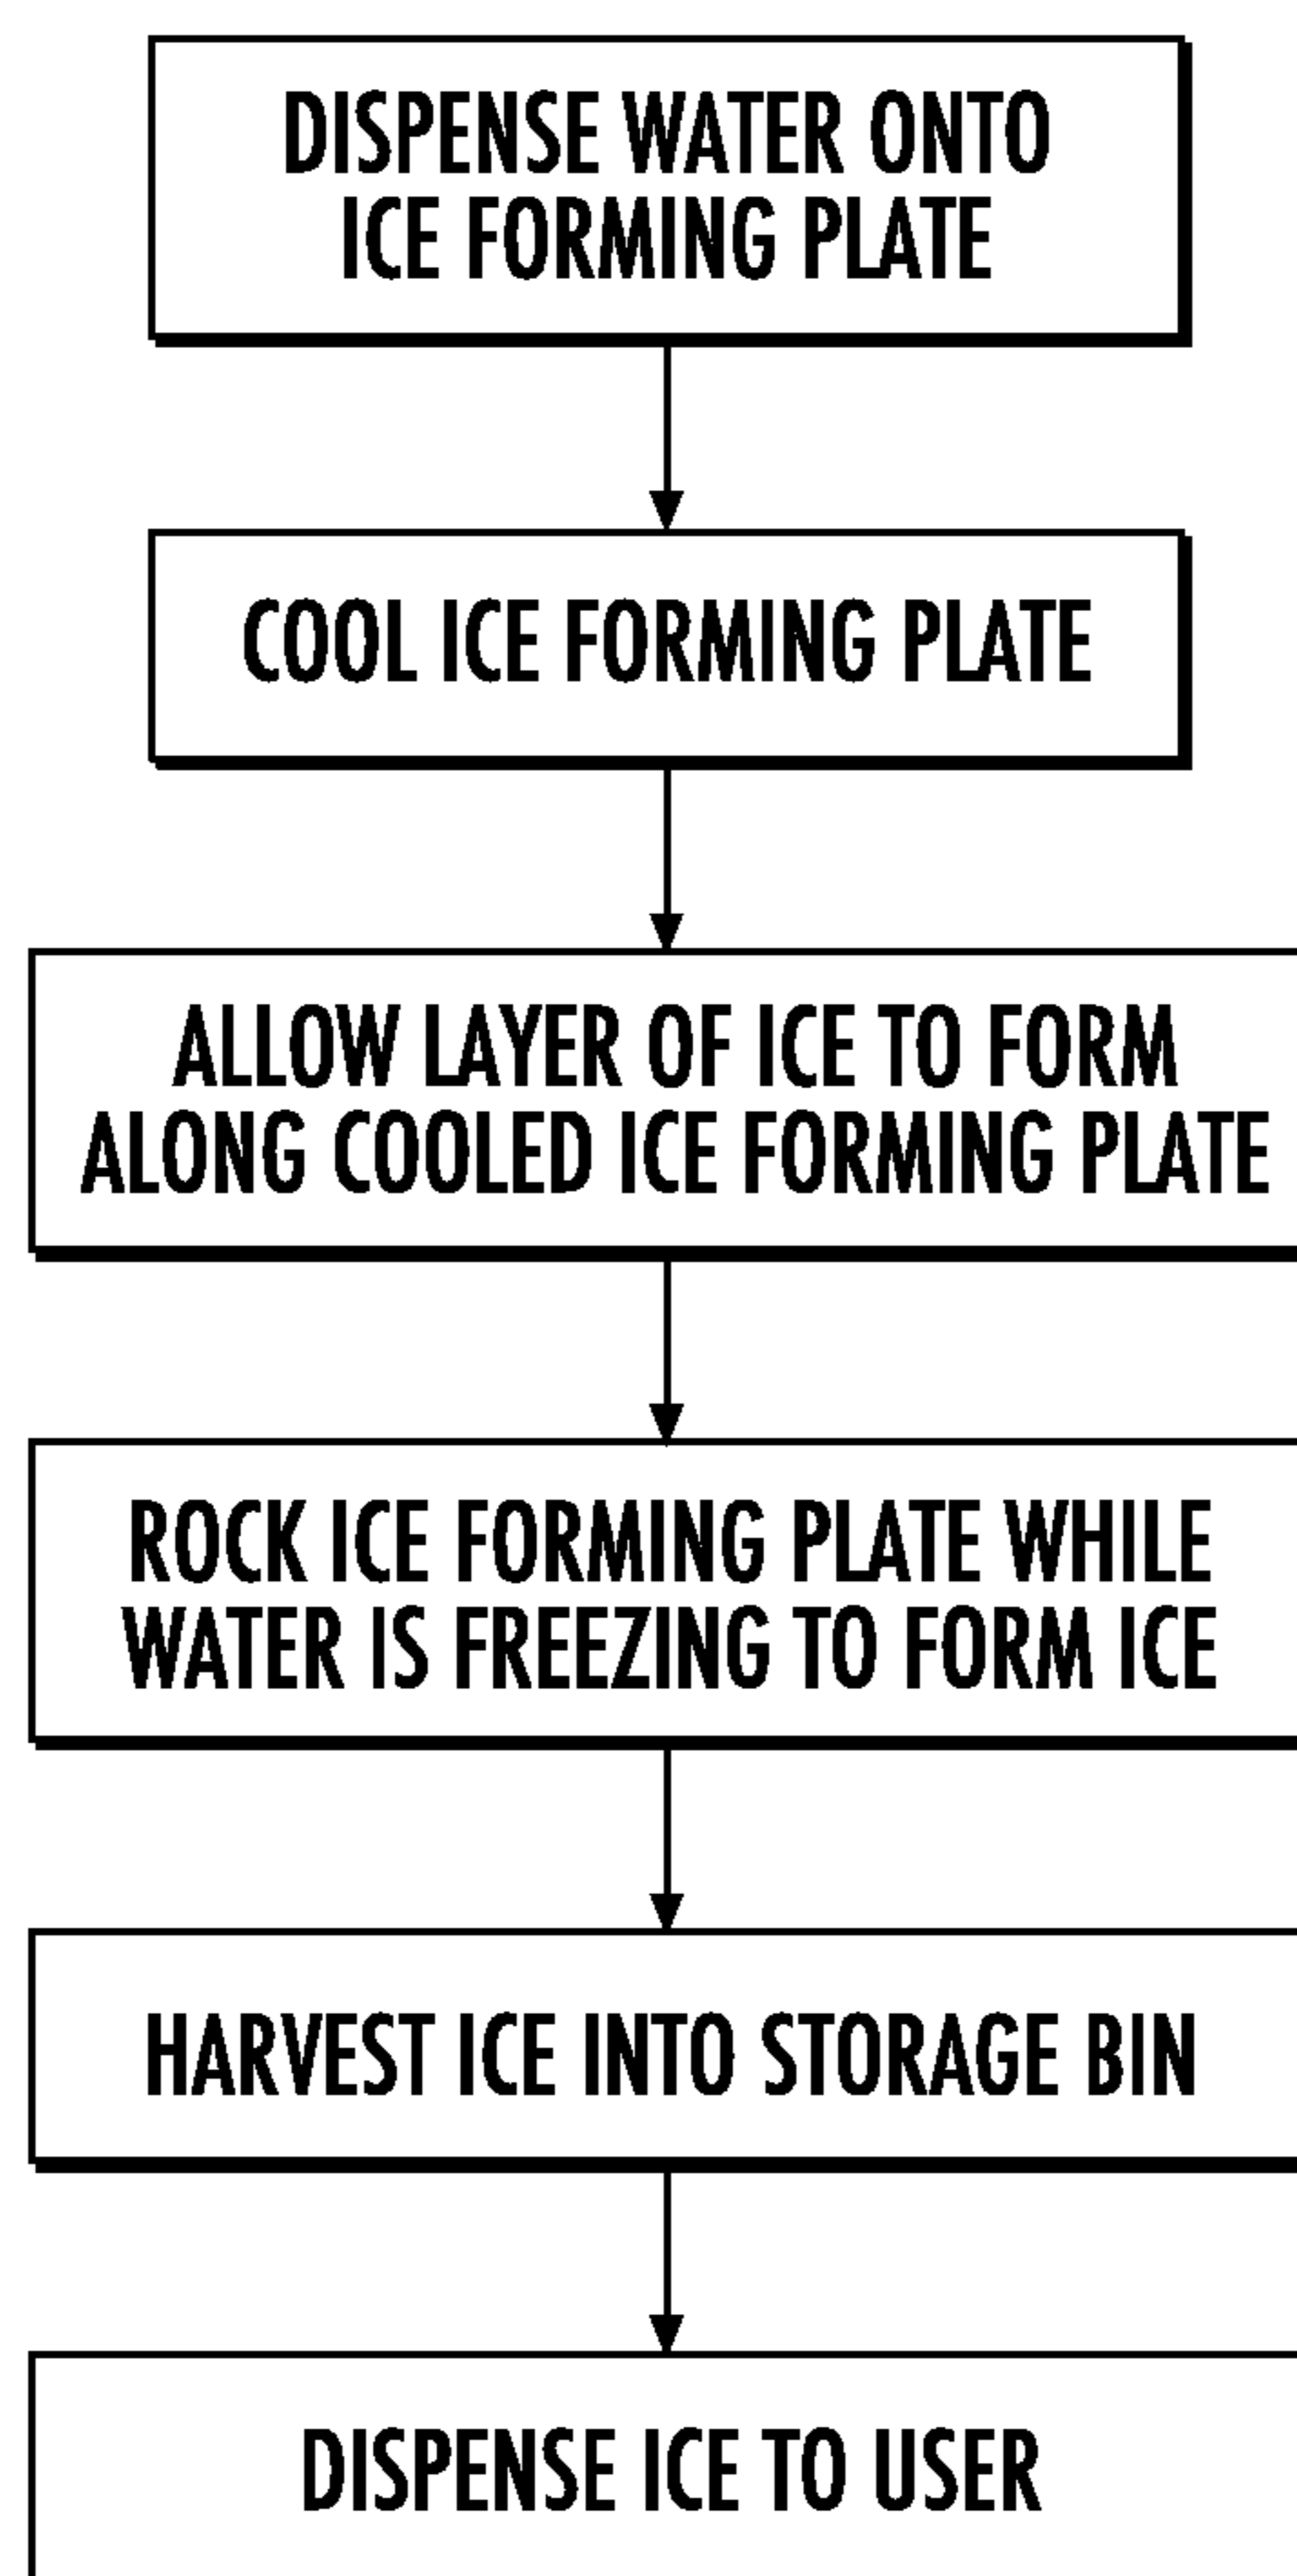 DISPENSE WATER ONTO
ICE FORMING PLATE
COOL ICE FORMING PLATE
ALLOW LAYER OF ICE TO FORM
ALONG COOLED ICE FORMING PLATE
ROCK ICE FORMING PLATE WHILE
WATER IS FREEZING TO FORM ICE
HARVEST ICE INTO STORAGE BIN
DISPENSE ICE TO USER